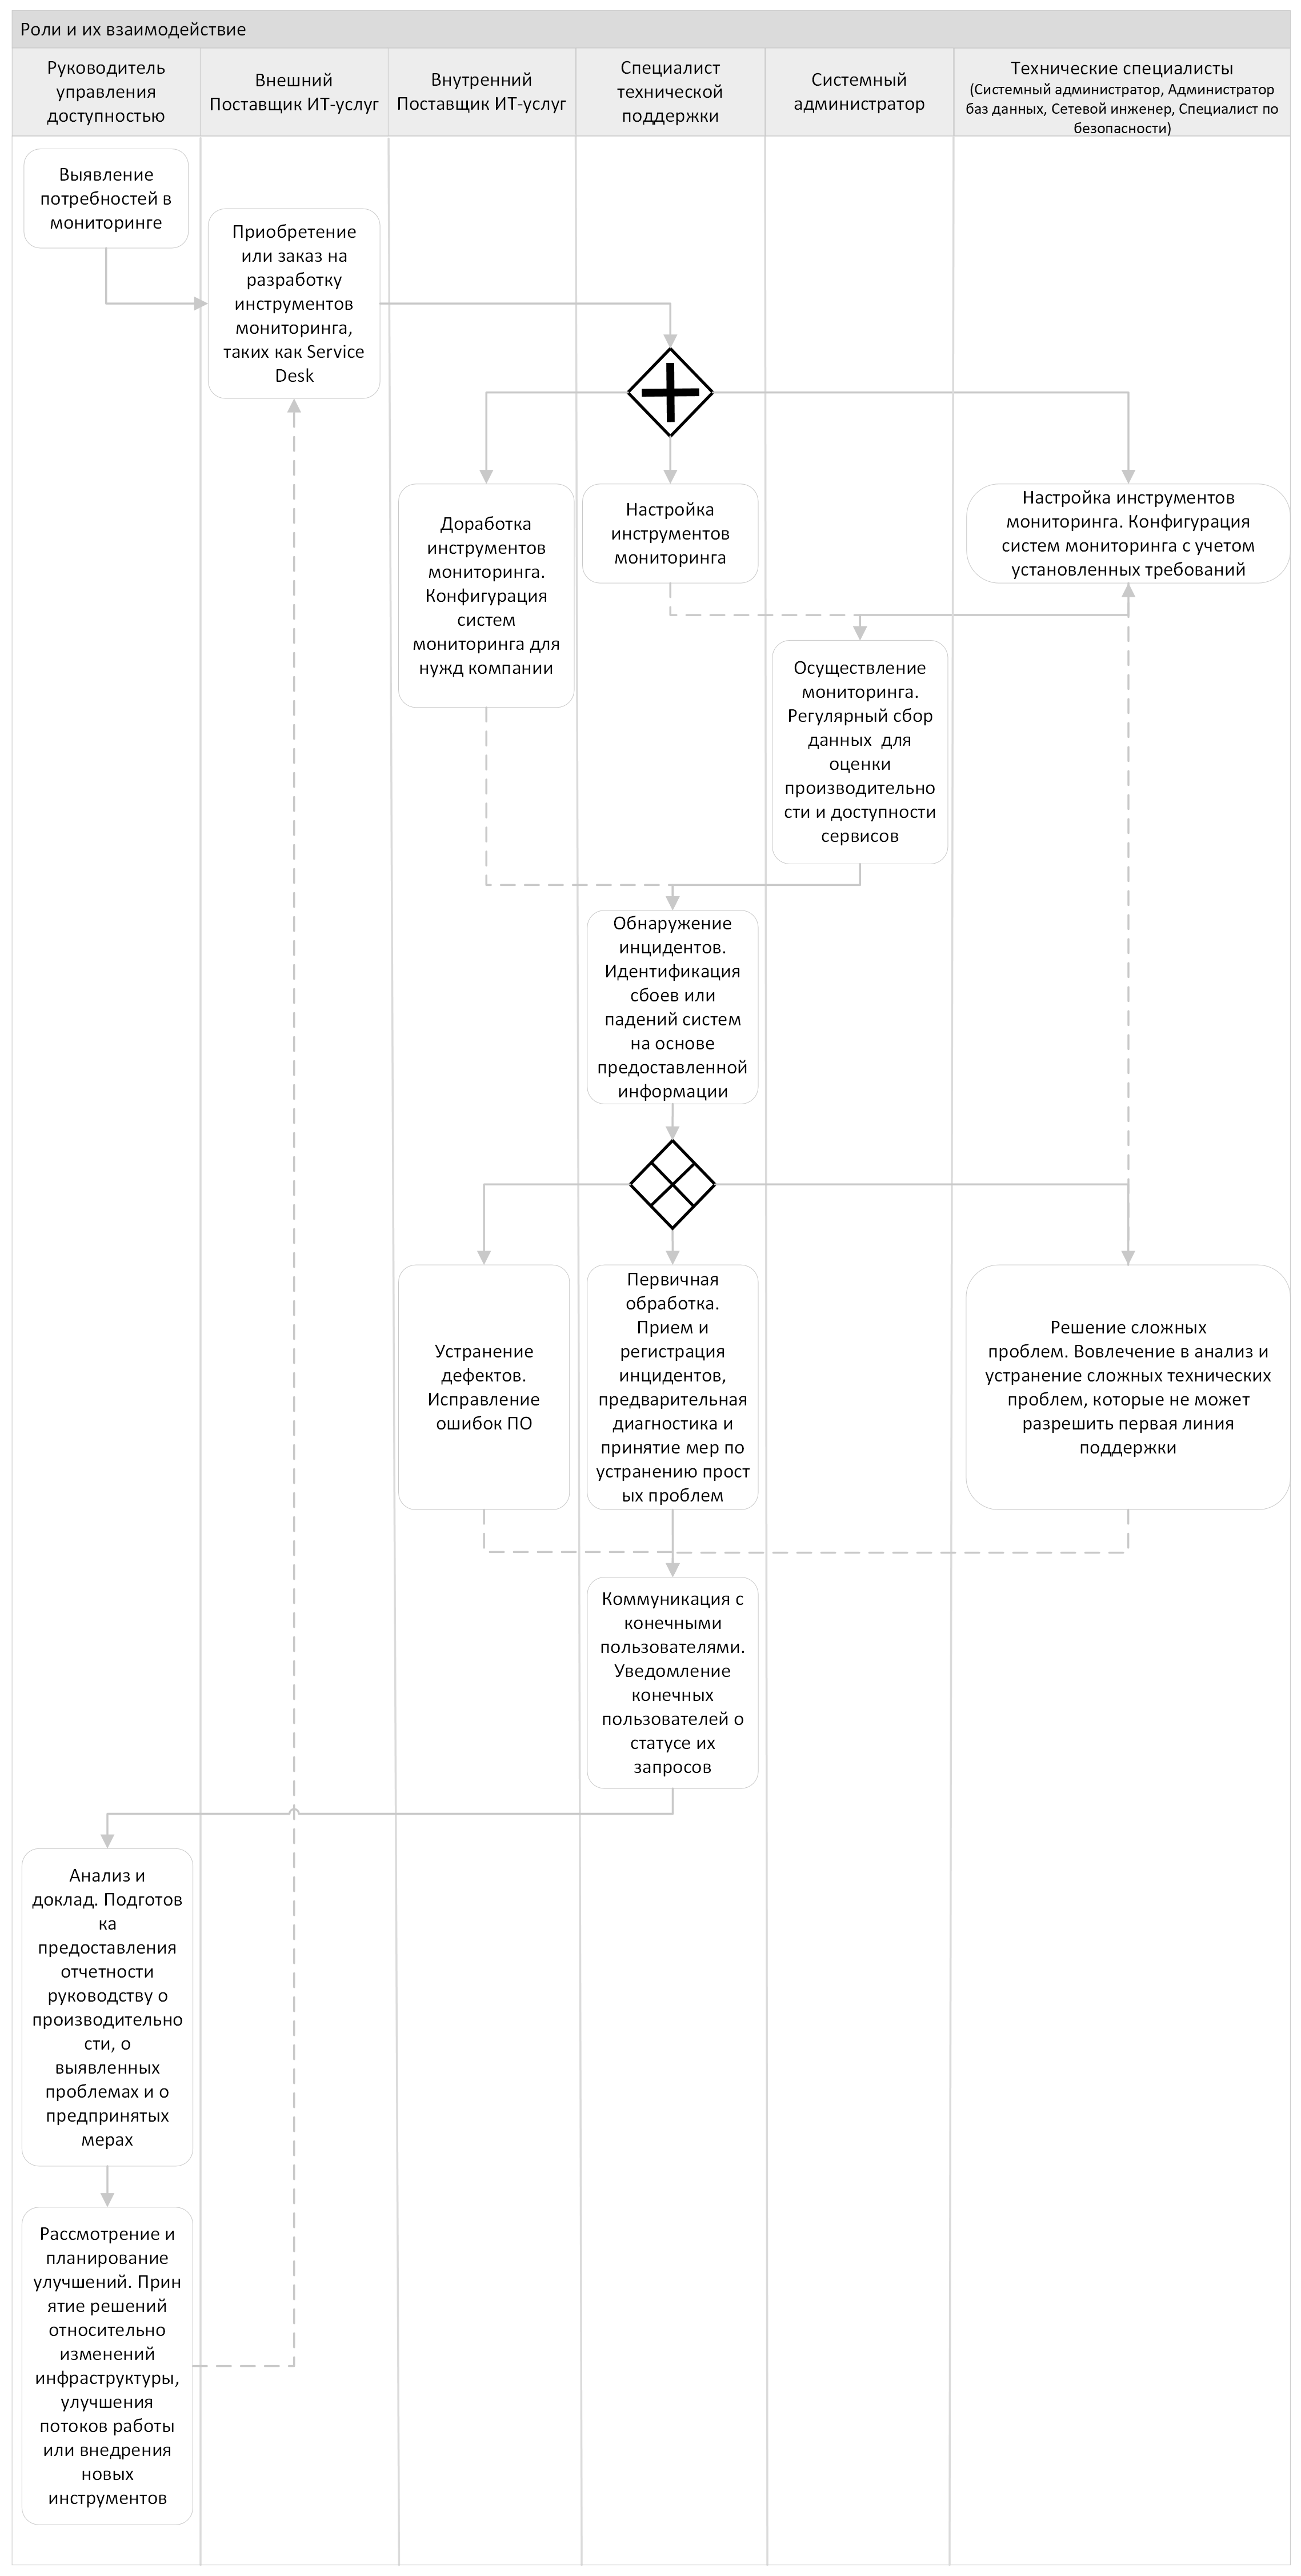 Роли и их взаимодействие
Руководитель
управления
доступностью
Внешний
Поставщик ИТ-услуг
Внутренний
Поставщик ИТ-услуг
Специалист
технической
поддержки
Системный
администратор
Технические специалисты
(Системный администратор, Администратор
баз данных, Сетевой инженер, Специалист по
безопасности)
Выявление
потребностей в
мониторинге
Приобретение
или заказ на
разработку
инструментов
мониторинга,
таких как Service
Desk
Доработка
инструментов
мониторинга.
Конфигурация
систем
мониторинга для
нужд компании
Настройка
инструментов
мониторинга
Настройка инструментов
мониторинга. Конфигурация
систем мониторинга с учетом
установленных требований
Осуществление
мониторинга.
Регулярный сбор
данных для
оценки
производительно
сти и доступности
сервисов
Обнаружение
инцидентов.
Идентификация
сбоев или
падений систем
на основе
предоставленной
информации
Устранение
дефектов.
Исправление
ошибок ПО
Первичная
обработка.
Прием и
регистрация
инцидентов,
предварительная
диагностика и
принятие мер по
устранению прост
ых проблем
Решение сложных
проблем. Вовлечение в анализ и
устранение сложных технических
проблем, которые не может
разрешить первая линия
поддержки
Коммуникация с
конечными
пользователями.
Уведомление
конечных
пользователей о
статусе их
запросов
Анализ и
доклад. Подготов
ка
предоставления
отчетности
руководству о
производительно
сти, о
выявленных
проблемах и о
предпринятых
мерах
Рассмотрение и
планирование
улучшений. Прин
ятие решений
относительно
изменений
инфраструктуры,
улучшения
потоков работы
или внедрения
новых
инструментов